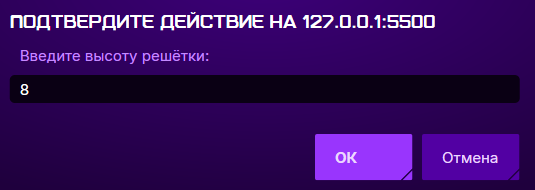 ПОДТВЕРДИТЕ ДЕЙСТВИЕ НА 127.0.0.1:5500
Введите высоту решётки:
8
ОК
Отмена